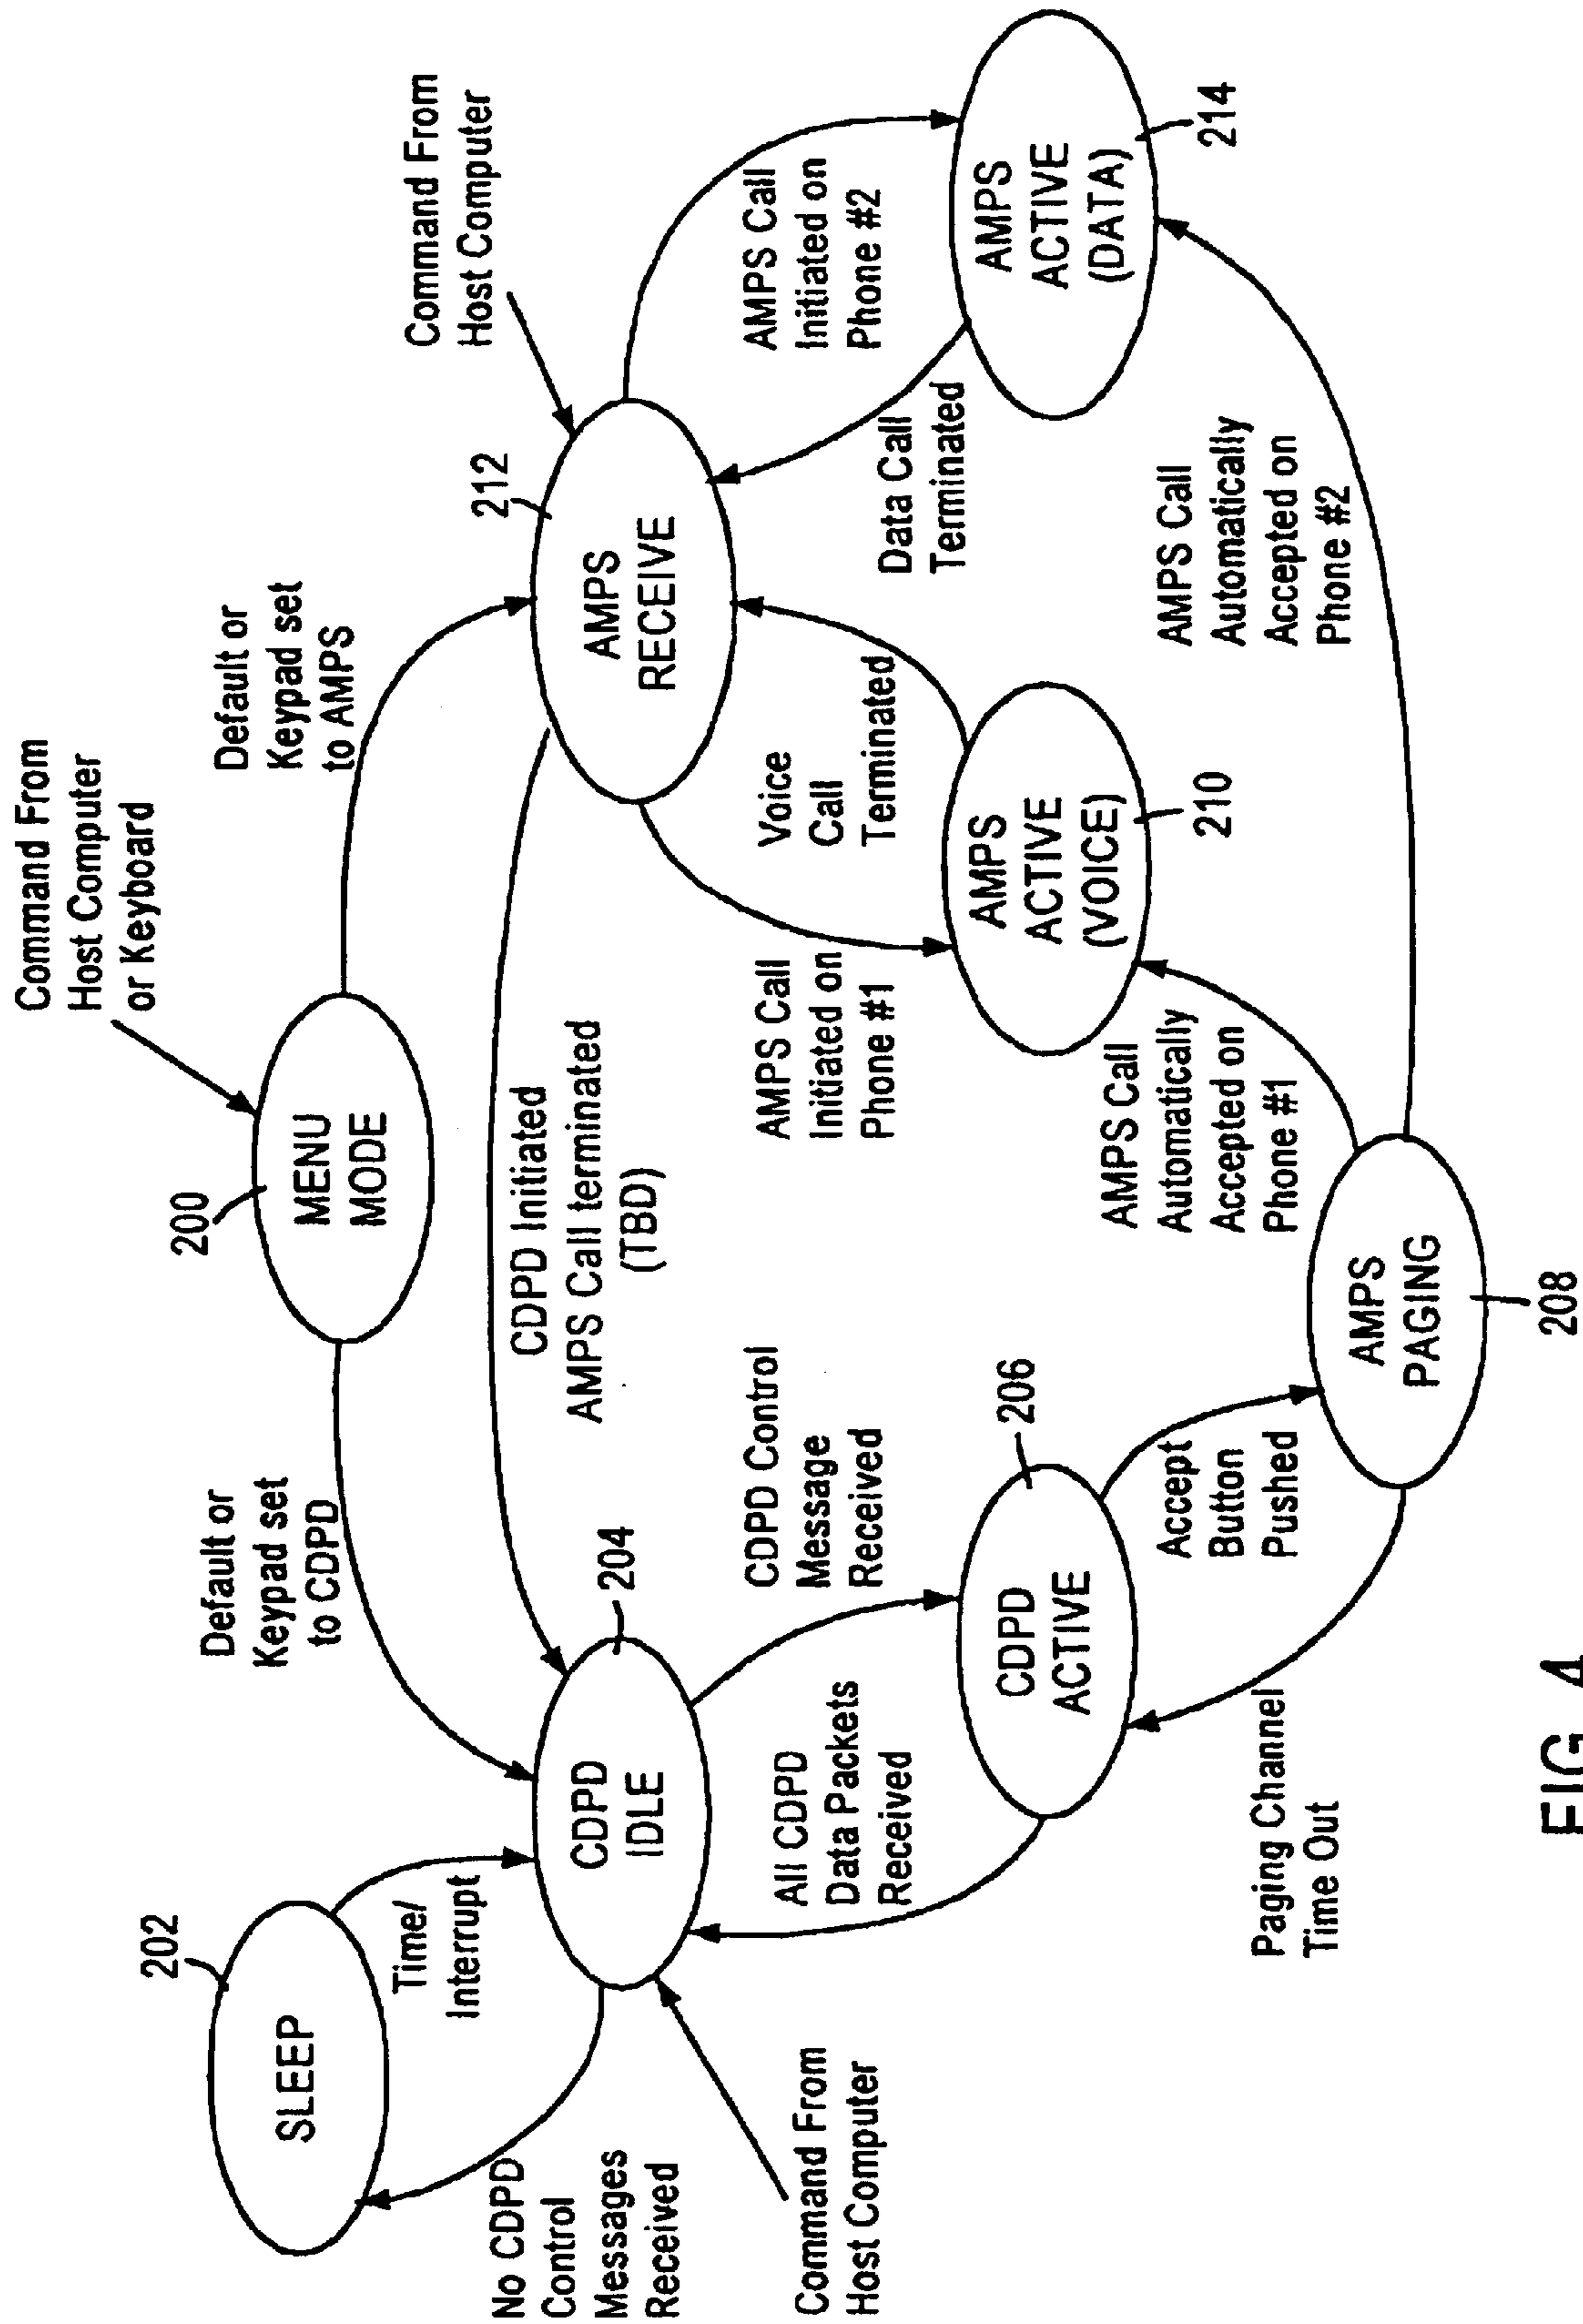 Command From
Host Computer
or Keyboard
200
MENU
MODE
Default or
Keypad set
to CDPD
Default or
Keypad set
to AMPS
Command From
Host Computer
202
SLEEP
Time/
Interrupt
No CDPD
Control
Messages
Received
CDPD
IDLE
204
Command From
Host Computer
CDPD Initiated
AMPS Call terminated
(TBD)
212
AMPS
RECEIVE
CDPD Control
Message
Received
All CDPD
Data Packets
Received
AMPS Call
Initiated on
Phone #1
Voice
Call
Terminated
Data Call
Terminated
AMPS Call
Initiated on
Phone #2
CDPD
ACTIVE
206
AMPS
ACTIVE
(VOICE)
210
AMPS
ACTIVE
(DATA)
214
Accept
Button
Pushed
Paging Channel
Time Out
AMPS Call
Automatically
Accepted on
Phone #1
AMPS Call
Automatically
Accepted on
Phone #2
AMPS
PAGING
208
FIG. 4